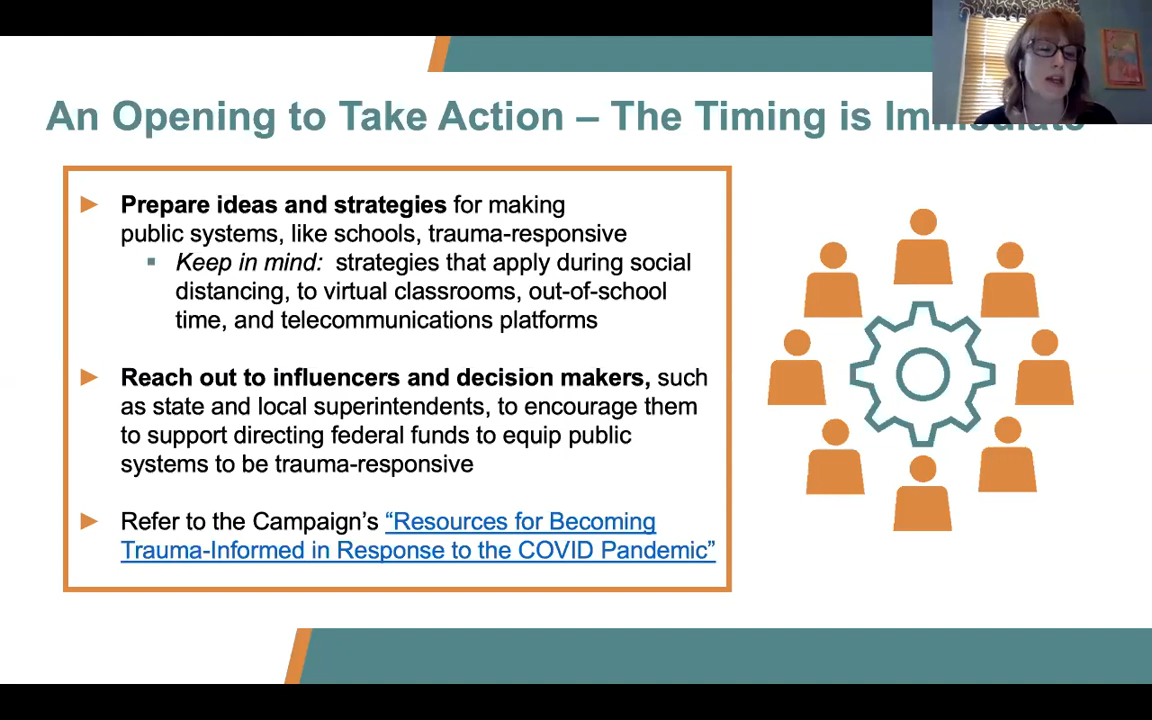 An Opening to Take Action – The Timing is Immediate
► Prepare ideas and strategies for making
public systems, like schools, trauma-responsive
▪ Keep in mind: strategies that apply during social
distancing, to virtual classrooms, out-of-school
time, and telecommunications platforms
► Reach out to influencers and decision makers, such
as state and local superintendents, to encourage them
to support directing federal funds to equip public
systems to be trauma-responsive
► Refer to the Campaign’s “Resources for Becoming
Trauma-Informed in Response to the COVID Pandemic”